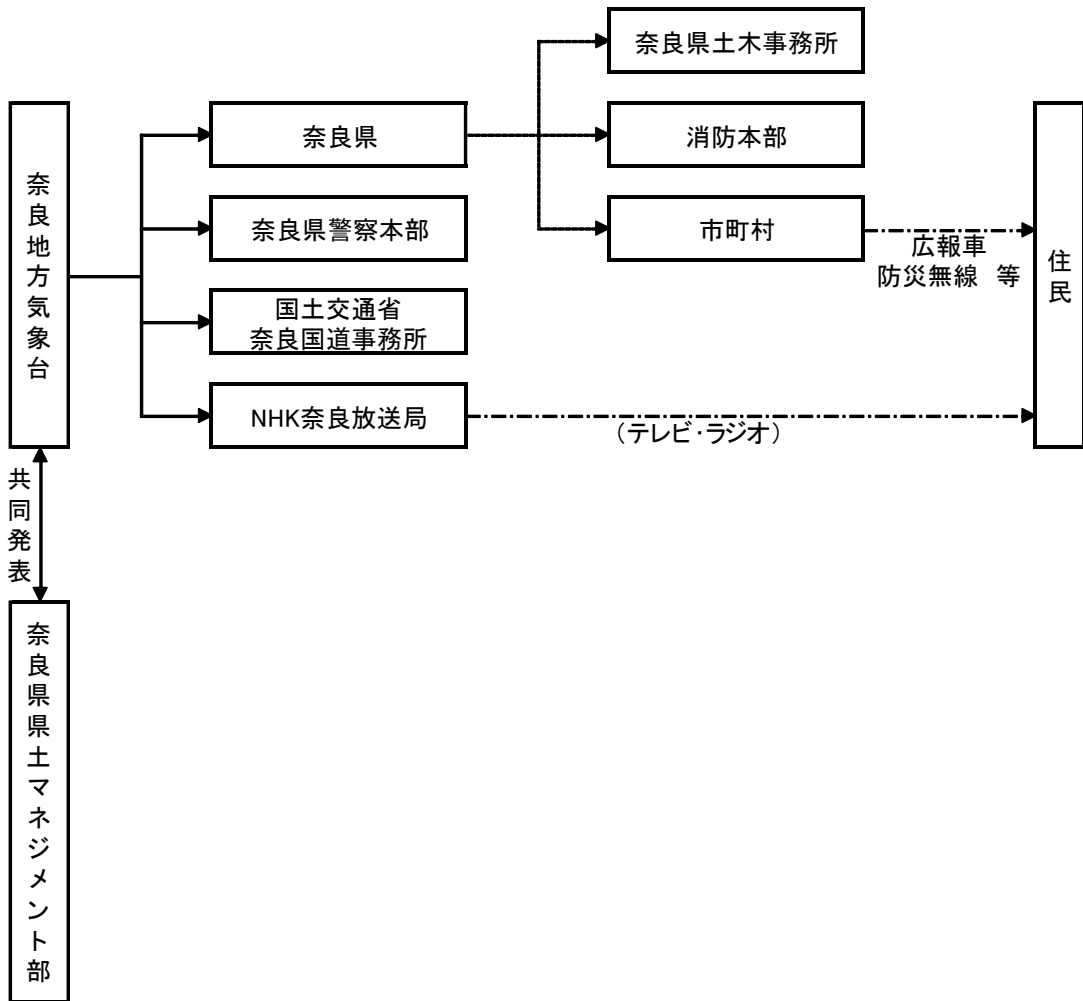 奈良地方気象台
共同発表
奈良県県土マネジメント部
奈良県
奈良県警察本部
国土交通省
奈良国道事務所
NHK奈良放送局
奈良県土木事務所
消防本部
市町村
広報車
防災無線　等
（テレビ・ラジオ）
住民